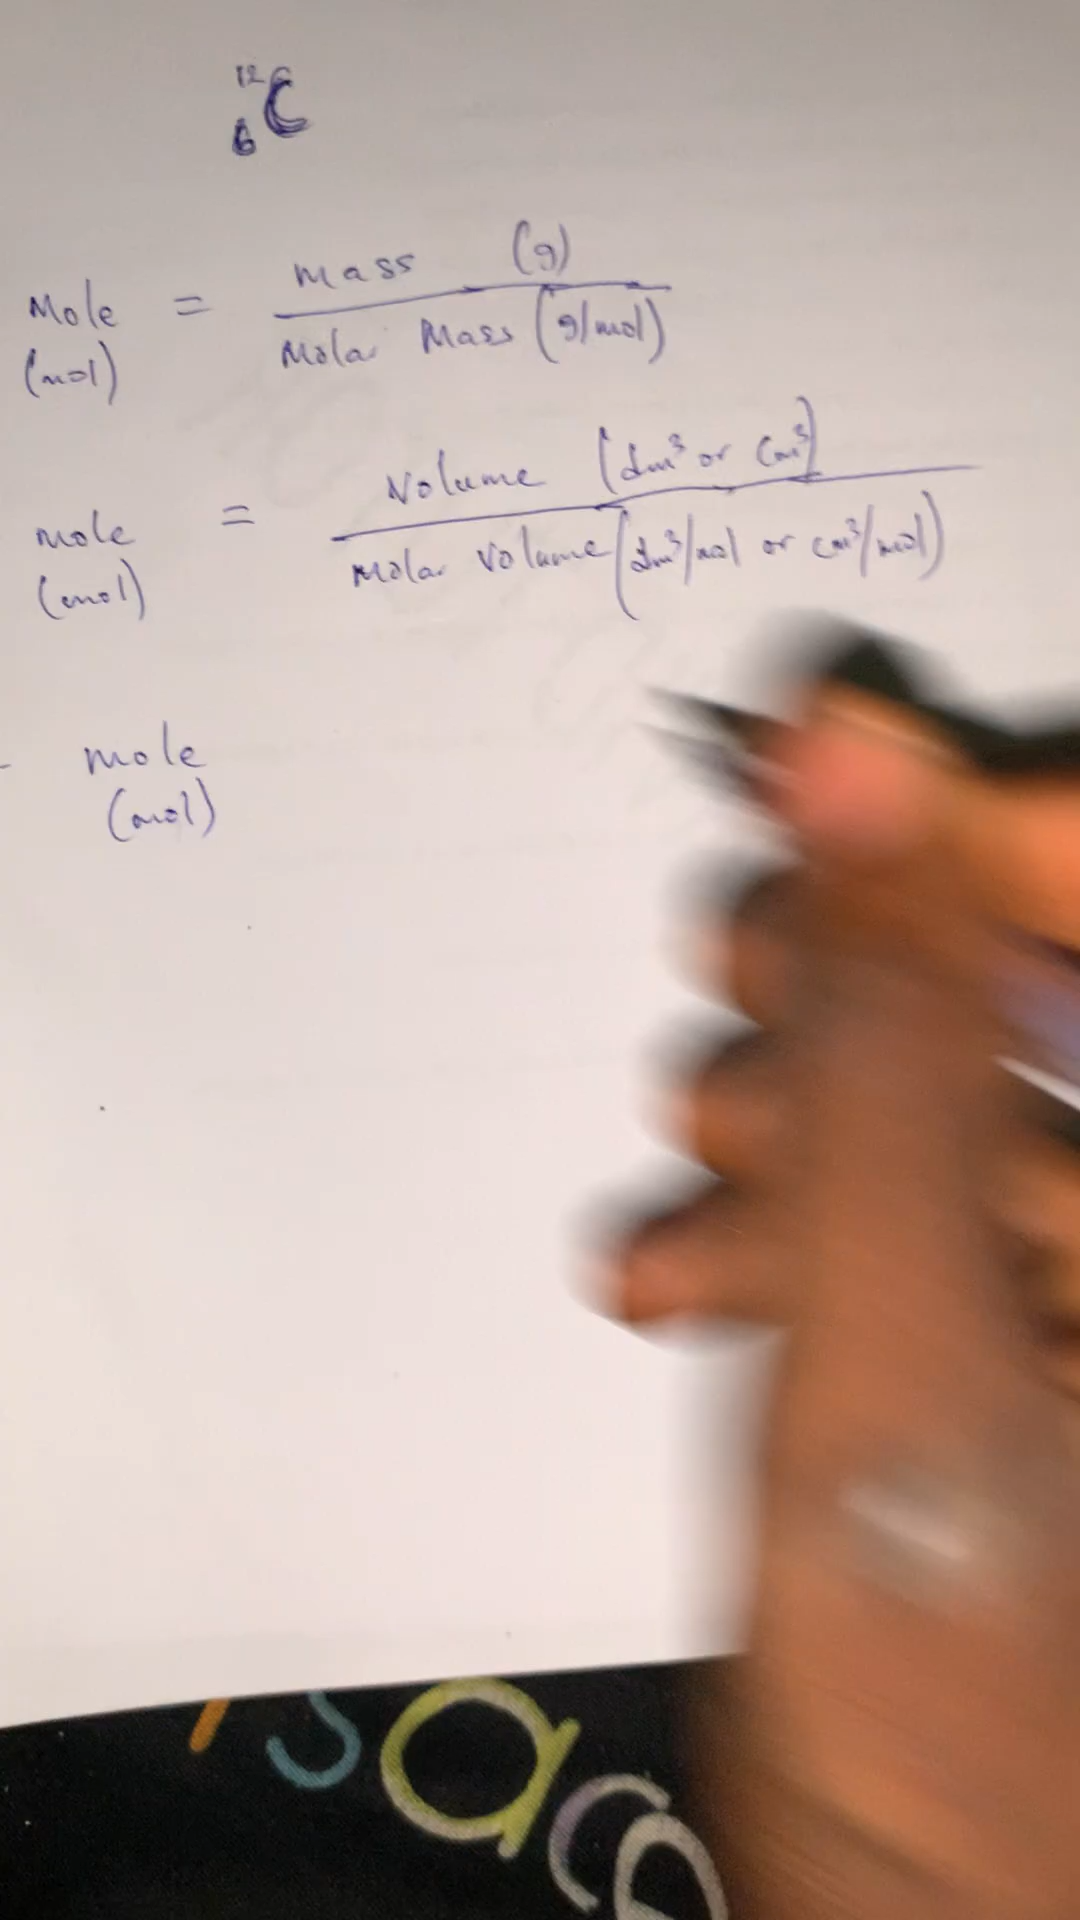 12
6 C
Mole = mass (g)
(mol) Molar Mass (g/mol)
mole = Volume (dm³ or cm³)
(mol) Molar Volume (dm³/mol or cm³/mol)
mole
(mol)